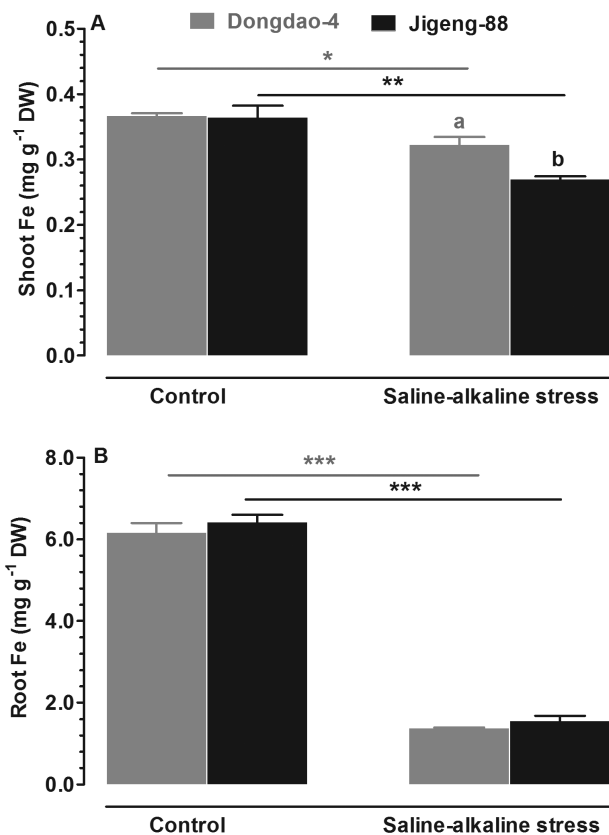 A
Dongdao-4 Jigeng-88
0.5
0.4
0.3
0.2
0.1
0.0
Shoot Fe (mg g⁻¹ DW)
*
**
a
b
Control Saline-alkaline stress
B
8.0
6.0
4.0
2.0
0.0
Root Fe (mg g⁻¹ DW)
***
***
Control Saline-alkaline stress